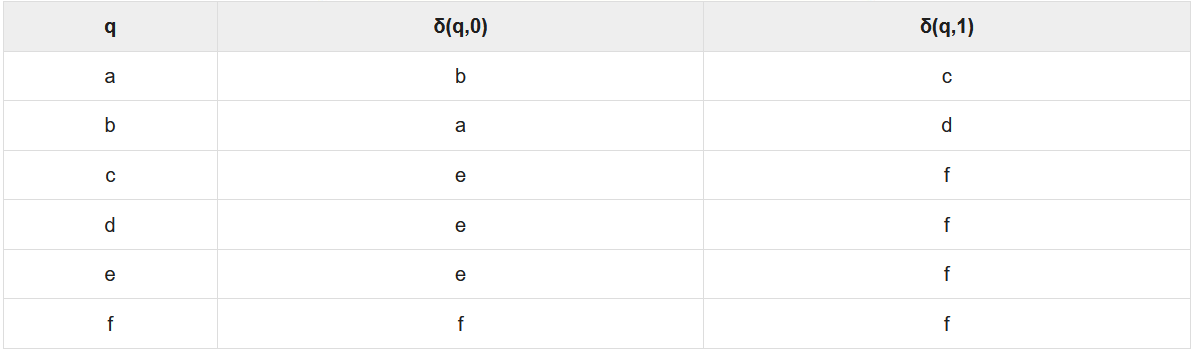 q δ(q,0) δ(q,1)
a b c
b a d
c e f
d e f
e e f
f f f